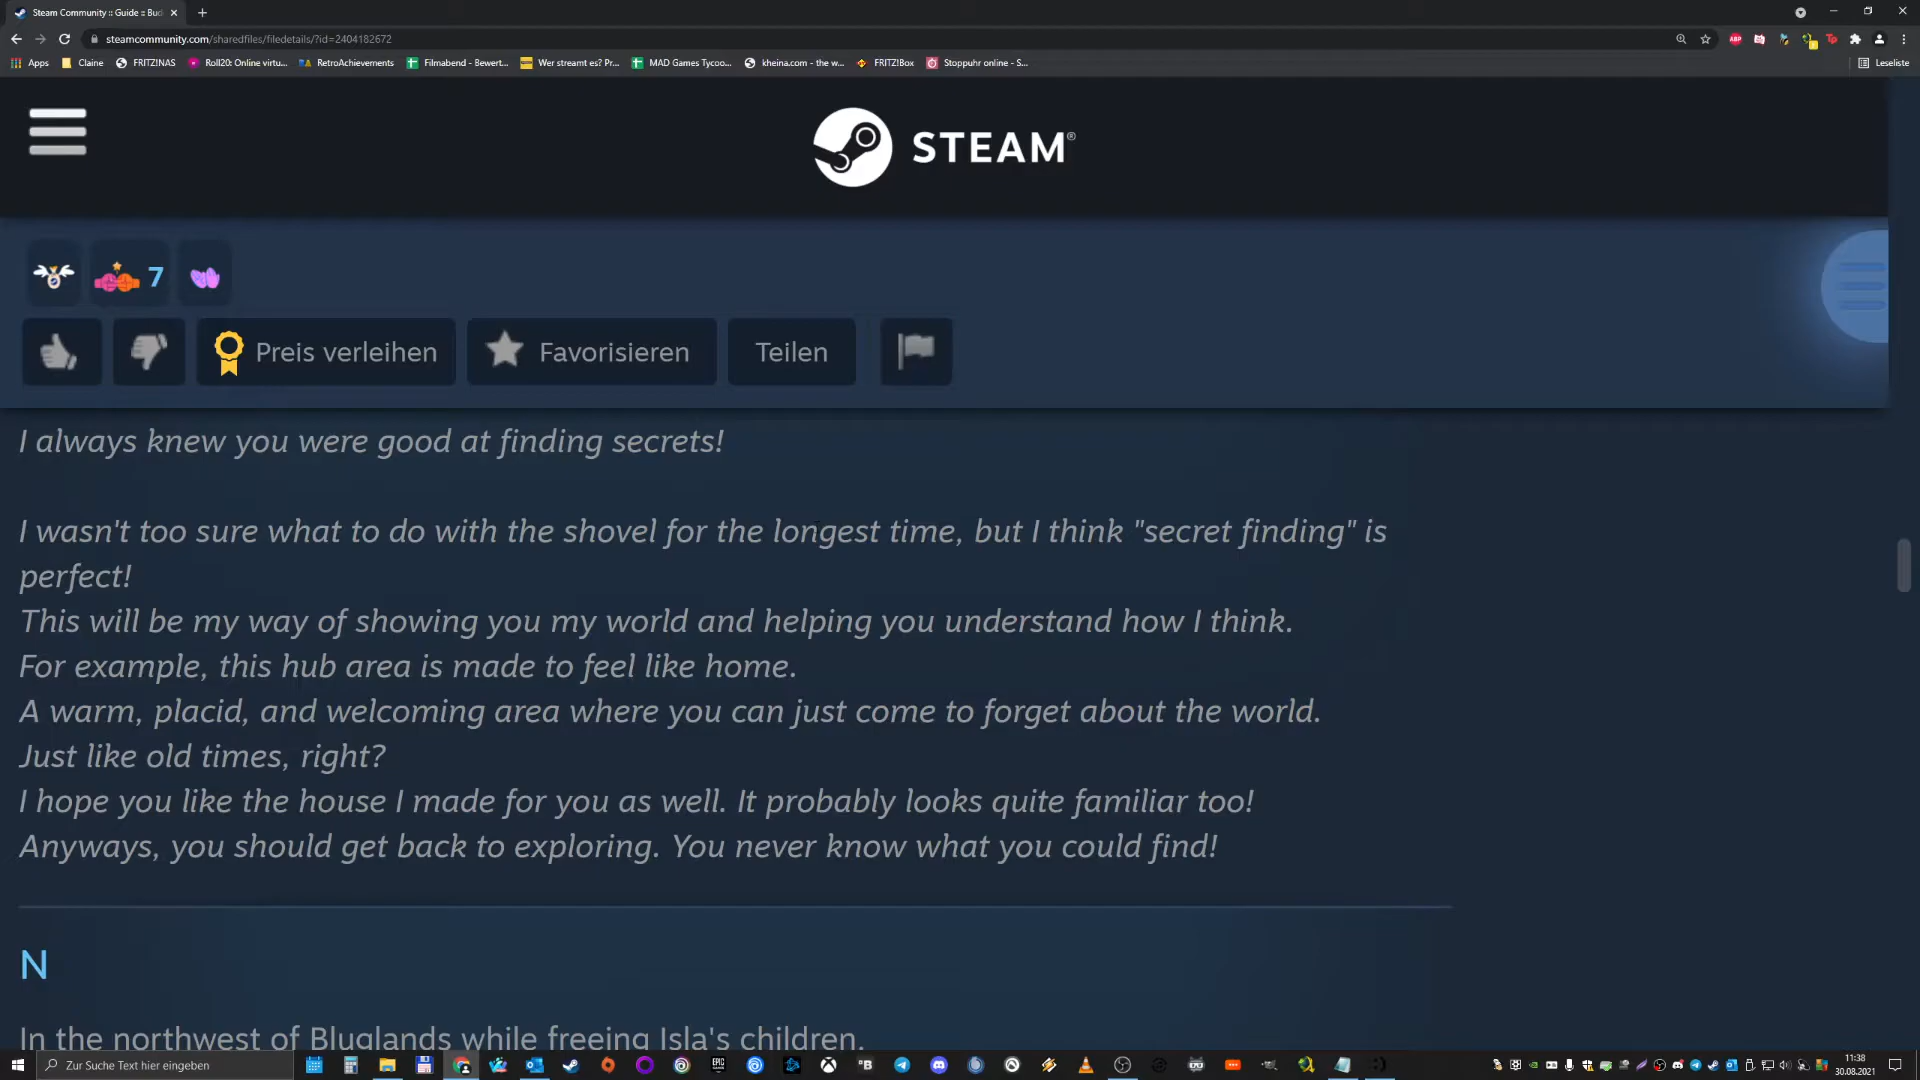 Steam Community :: Guide :: Bud
steamcommunity.com/sharedfiles/filedetails/?id=2404182672
Apps
Claine
FRITZ!NAS
Roll20: Online virtu...
RetroAchievements
Filmabend - Bewert...
Wer streamt es? Pr...
MAD Games Tycoo...
kheina.com - the w...
FRITZ!Box
Stoppuhr online - S...
Leseliste
STEAM®
7
Preis verleihen
Favorisieren
Teilen
I always knew you were good at finding secrets!
I wasn't too sure what to do with the shovel for the longest time, but I think "secret finding" is
perfect!
This will be my way of showing you my world and helping you understand how I think.
For example, this hub area is made to feel like home.
A warm, placid, and welcoming area where you can just come to forget about the world.
Just like old times, right?
I hope you like the house I made for you as well. It probably looks quite familiar too!
Anyways, you should get back to exploring. You never know what you could find!
N
In the northwest of Bluglands while freeing Isla's children.
Zur Suche Text hier eingeben
11:38
30.08.2021